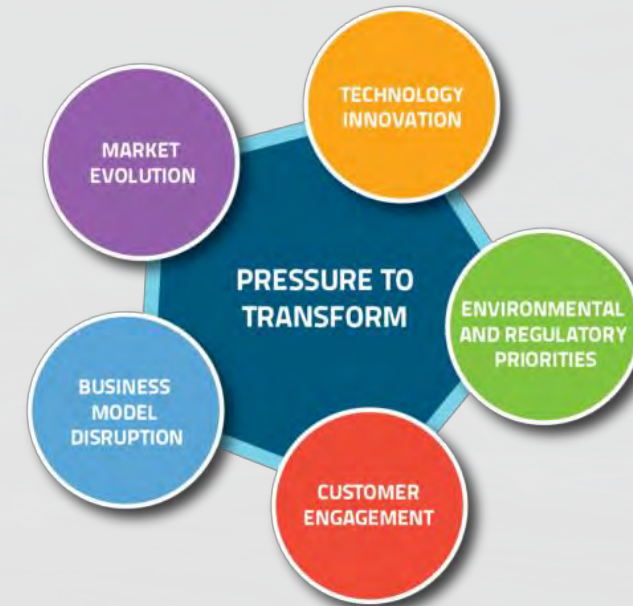 TECHNOLOGY
INNOVATION
MARKET
EVOLUTION
PRESSURE TO
TRANSFORM
ENVIRONMENTAL
AND REGULATORY
PRIORITIES
BUSINESS
MODEL
DISRUPTION
CUSTOMER
ENGAGEMENT